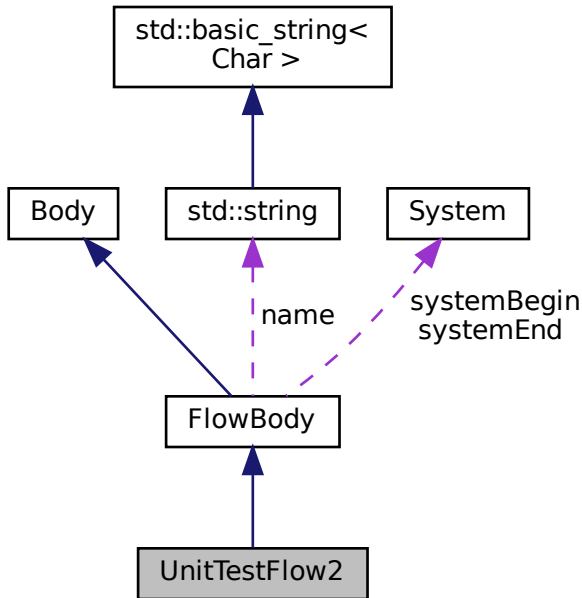 std::basic_string<
Char >
Body
std::string
System
name
systemBegin
systemEnd
FlowBody
UnitTestFlow2